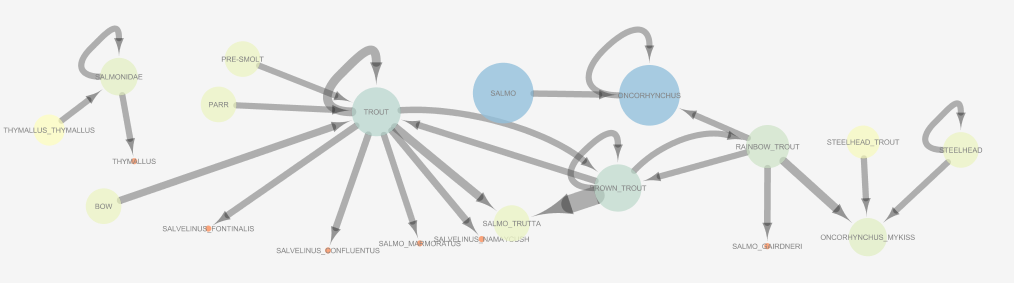 PRE-SMOLT
SALMONIDAE
SALMO
ONCORHYNCHUS
PARR
TROUT
THYMALLUS_THYMALLUS
STEELHEAD_TROUT
RAINBOW_TROUT
STEELHEAD
THYMALLUS
BROWN_TROUT
BOW
SALMO_TRUTTA
SALVELINUS_FONTINALIS
SALVELINUS_NAMAYCUSH
ONCORHYNCHUS_MYKISS
SALMO_MARMORATUS
SALMO_GAIRDNERI
SALVELINUS_CONFLUENTUS